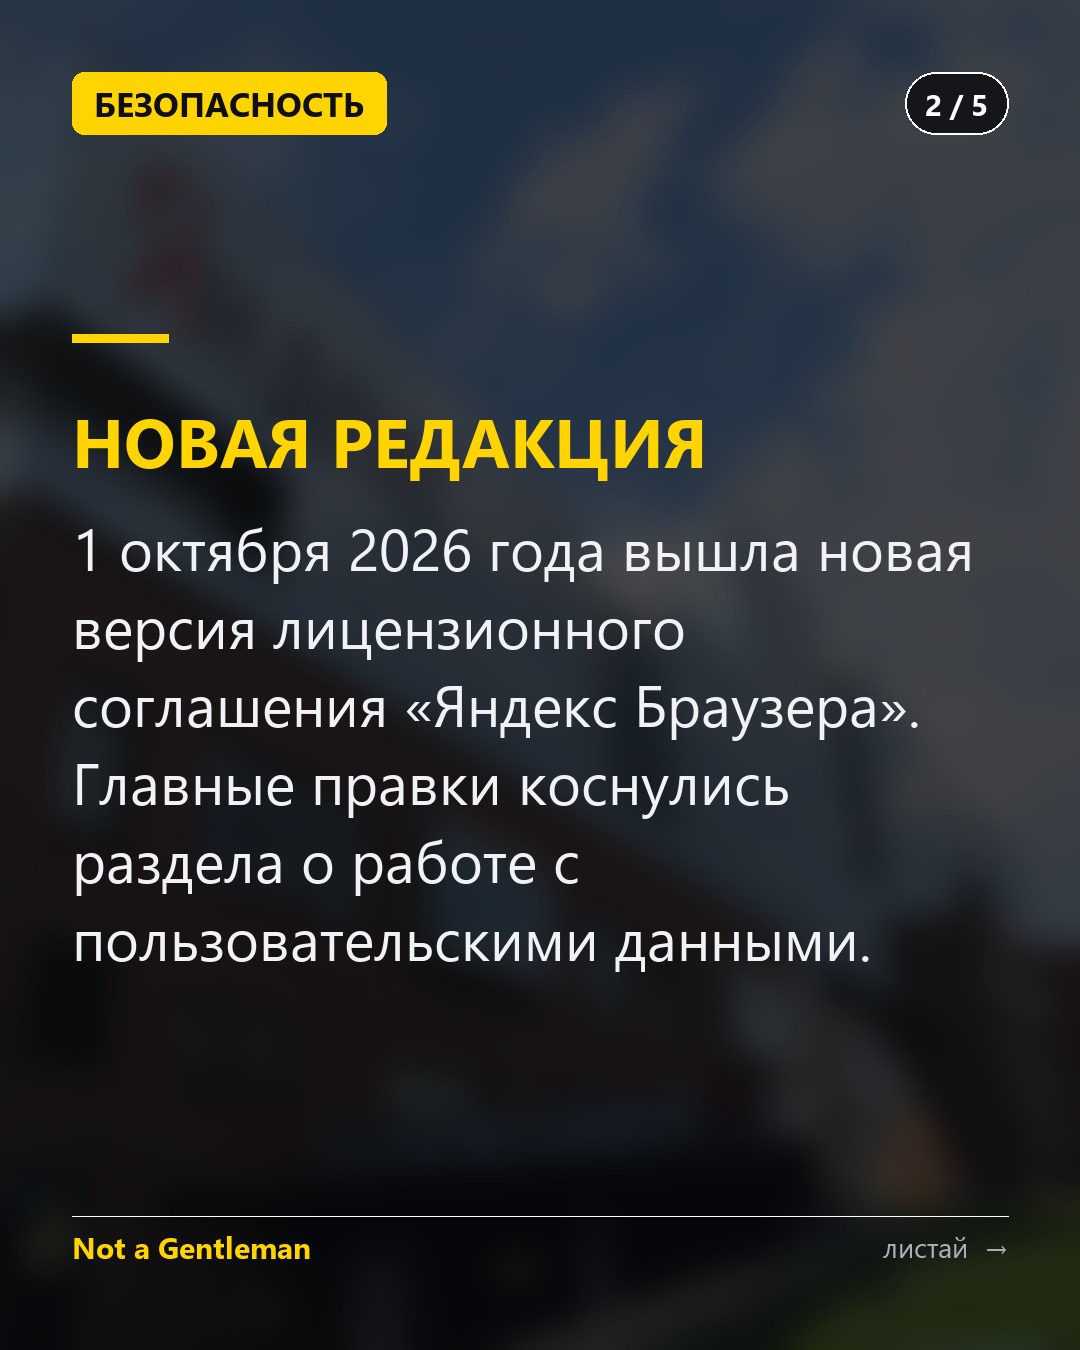 БЕЗОПАСНОСТЬ
2 / 5
НОВАЯ РЕДАКЦИЯ
1 октября 2026 года вышла новая
версия лицензионного
соглашения «Яндекс Браузера».
Главные правки коснулись
раздела о работе с
пользовательскими данными.
Not a Gentleman
листай →